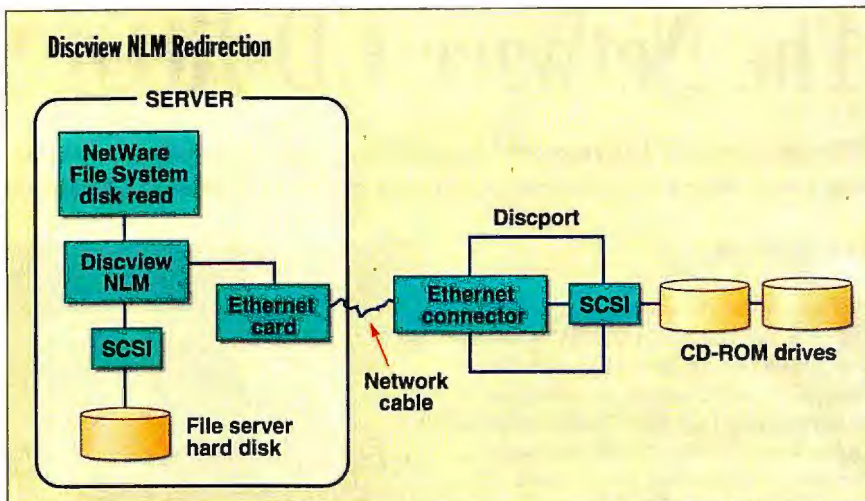 Discview NLM Redirection
SERVER
NetWare
File System
disk read
Discview
NLM
SCSI
File server
hard disk
Ethernet
card
Network
cable
Discport
Ethernet
connector
SCSI
CD-ROM drives